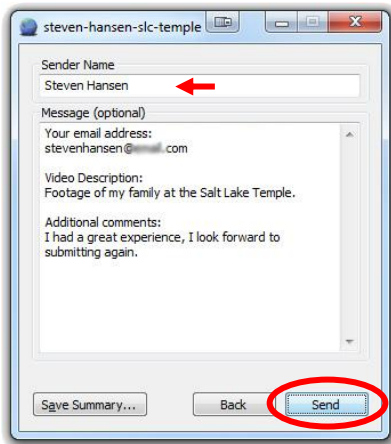 steven-hansen-slc-temple
Sender Name
Steven Hansen
Message (optional)
Your email address:
stevenhansen@ .com
Video Description:
Footage of my family at the Salt Lake Temple.
Additional comments:
I had a great experience, I look forward to
submitting again.
Save Summary...
Back
Send